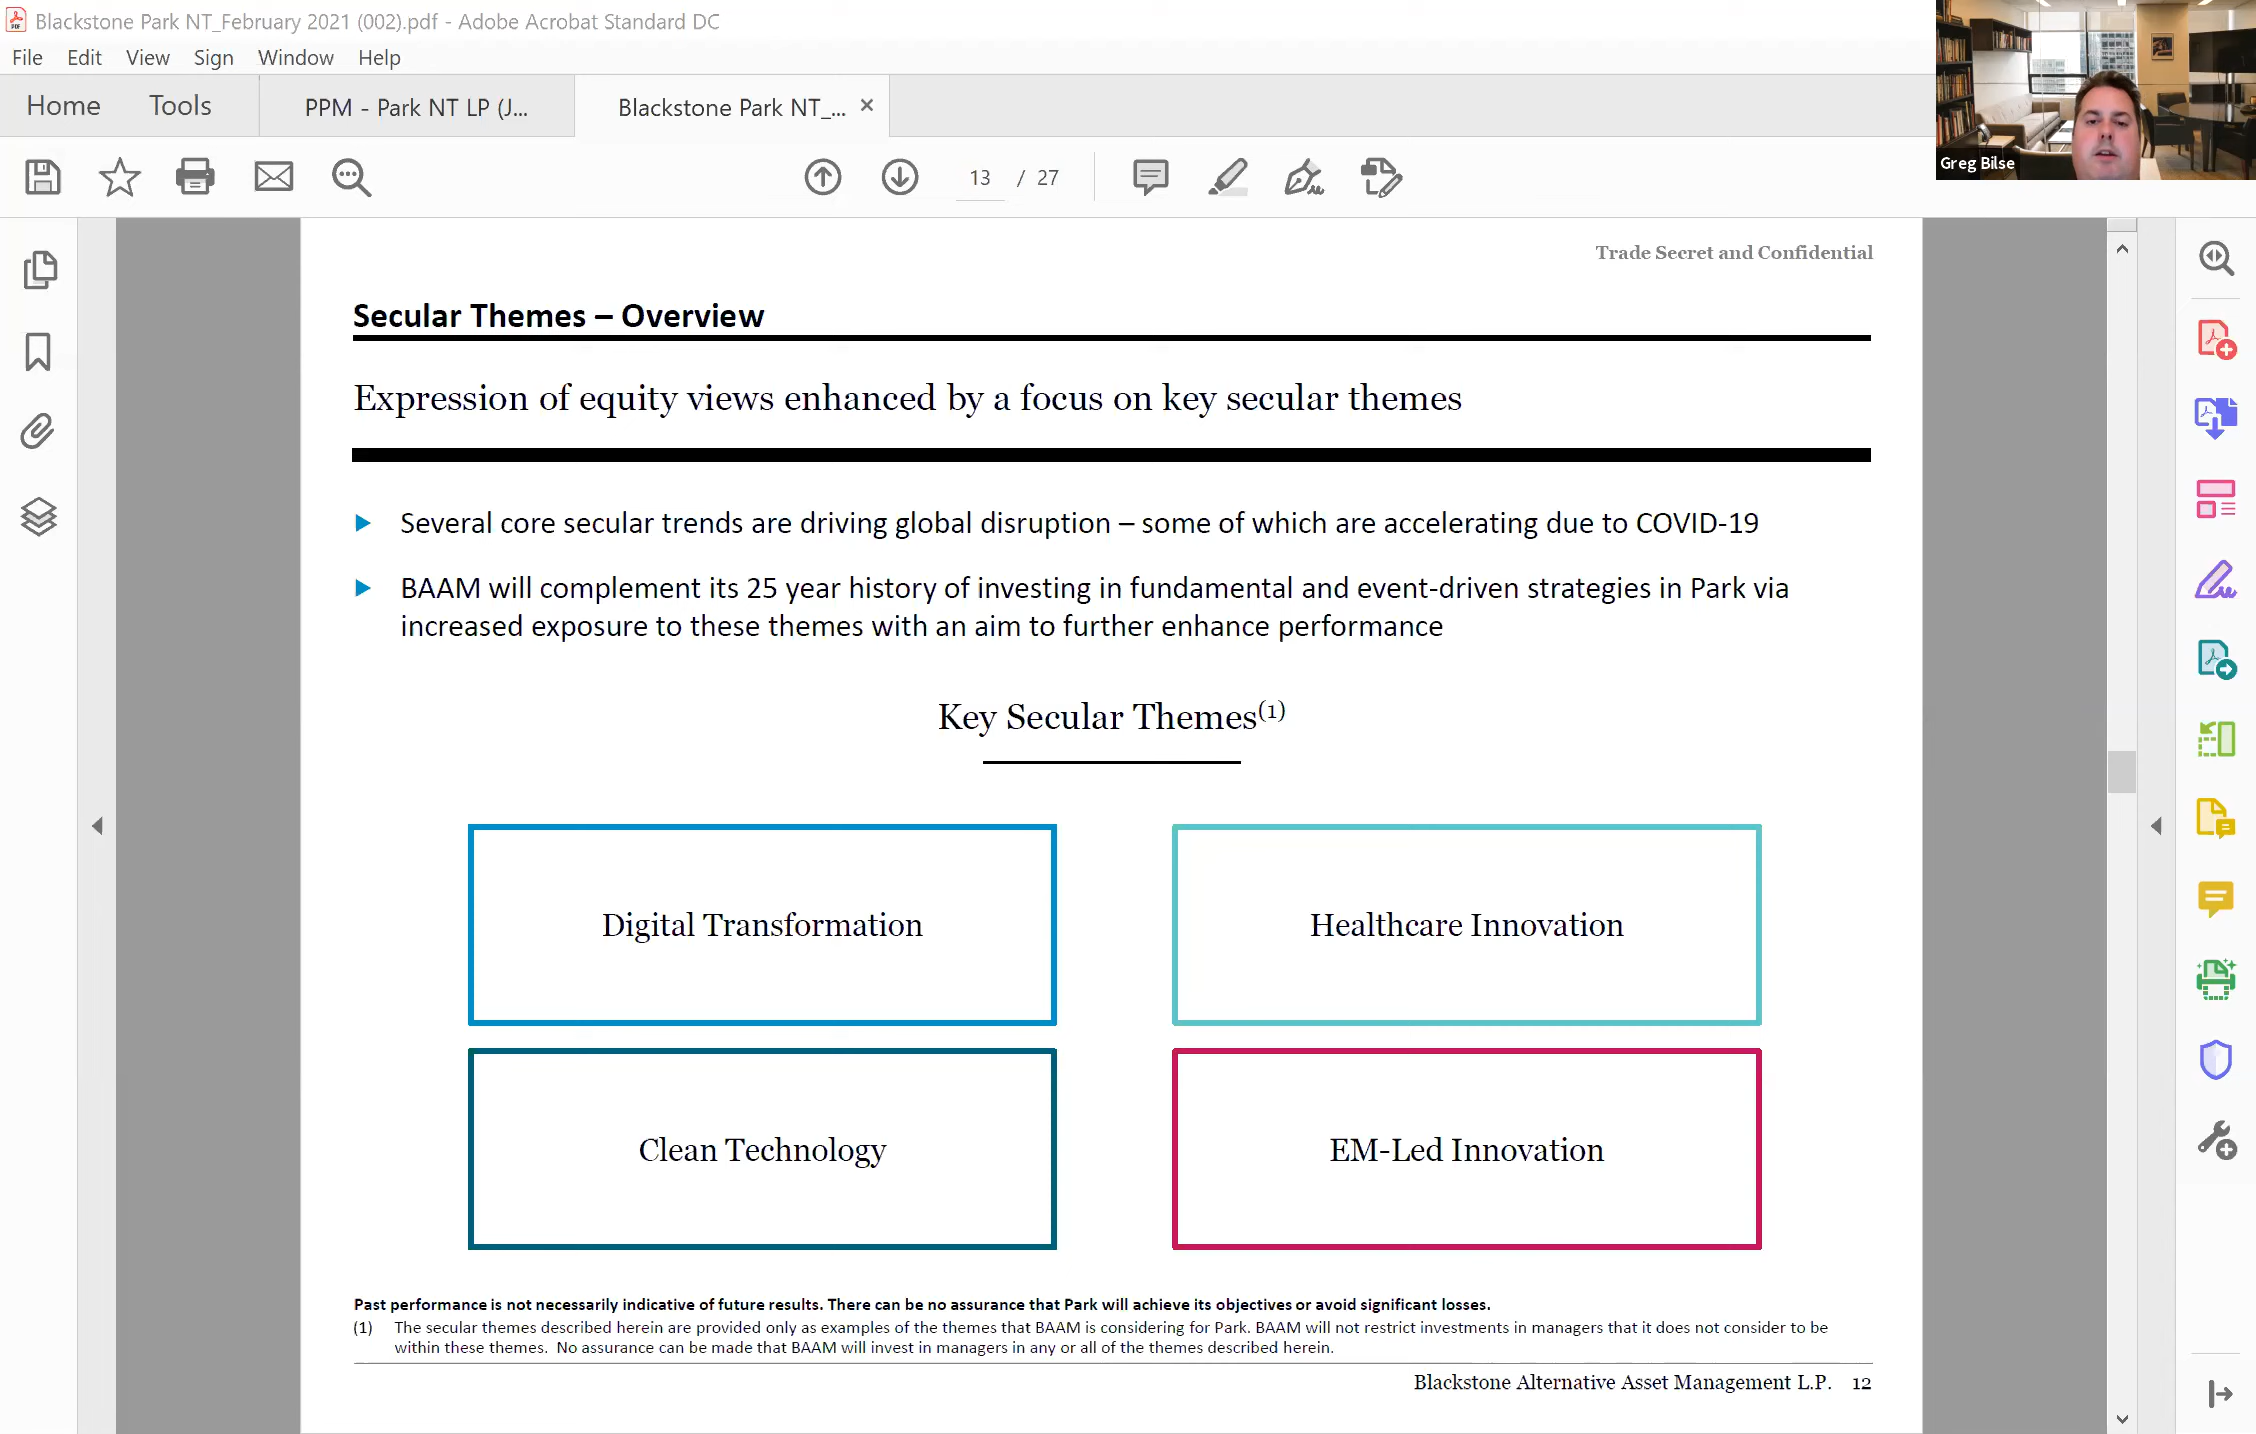 Blackstone Park NT_February 2021 (002).pdf - Adobe Acrobat Standard DC
File Edit View Sign Window Help
Home Tools PPM - Park NT LP (J... Blackstone Park NT_... ×
13 / 27
Greg Bilse
Trade Secret and Confidential
Secular Themes – Overview
Expression of equity views enhanced by a focus on key secular themes
Several core secular trends are driving global disruption – some of which are accelerating due to COVID-19
BAAM will complement its 25 year history of investing in fundamental and event-driven strategies in Park via
increased exposure to these themes with an aim to further enhance performance
Key Secular Themes(1)
Digital Transformation
Healthcare Innovation
Clean Technology
EM-Led Innovation
Past performance is not necessarily indicative of future results. There can be no assurance that Park will achieve its objectives or avoid significant losses.
(1) The secular themes described herein are provided only as examples of the themes that BAAM is considering for Park. BAAM will not restrict investments in managers that it does not consider to be
within these themes. No assurance can be made that BAAM will invest in managers in any or all of the themes described herein.
Blackstone Alternative Asset Management L.P. 12